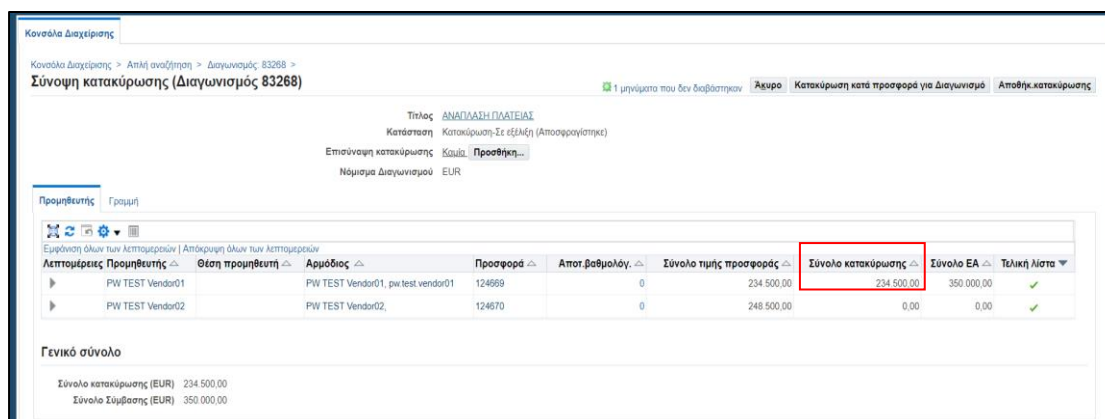 Κονσόλα Διαχείρισης
Κονσόλα Διαχείρισης > Απλή αναζήτηση > Διαγωνισμός: 83268 >
Σύνοψη κατακύρωσης (Διαγωνισμός 83268)
1 μηνύματα που δεν διαβάστηκαν Άκυρο Κατακύρωση κατά προσφορά για Διαγωνισμό Αποθήκ.κατακύρωσης
Τίτλος ΑΝΑΠΛΑΣΗ ΠΛΑΤΕΙΑΣ
Κατάσταση Κατακύρωση-Σε εξέλιξη (Αποσφραγίστηκε)
Επισύναψη κατακύρωσης Καμία Προσθήκη...
Νόμισμα Διαγωνισμού EUR
Προμηθευτής Γραμμή
Εμφάνιση όλων των λεπτομερειών | Απόκρυψη όλων των λεπτομερειών
Λεπτομέρειες Προμηθευτής Θέση προμηθευτή Αρμόδιος Προσφορά Αποτ.βαθμολόγ. Σύνολο τιμής προσφοράς Σύνολο κατακύρωσης Σύνολο ΕΑ Τελική λίστα
PW TEST Vendor01 PW TEST Vendor01, pw.test.vendor01 124669 0 234.500,00 234.500,00 350.000,00
PW TEST Vendor02 PW TEST Vendor02, 124670 0 248.500,00 0,00 0,00
Γενικό σύνολο
Σύνολο κατακύρωσης (EUR) 234.500,00
Σύνολο Σύμβασης (EUR) 350.000,00